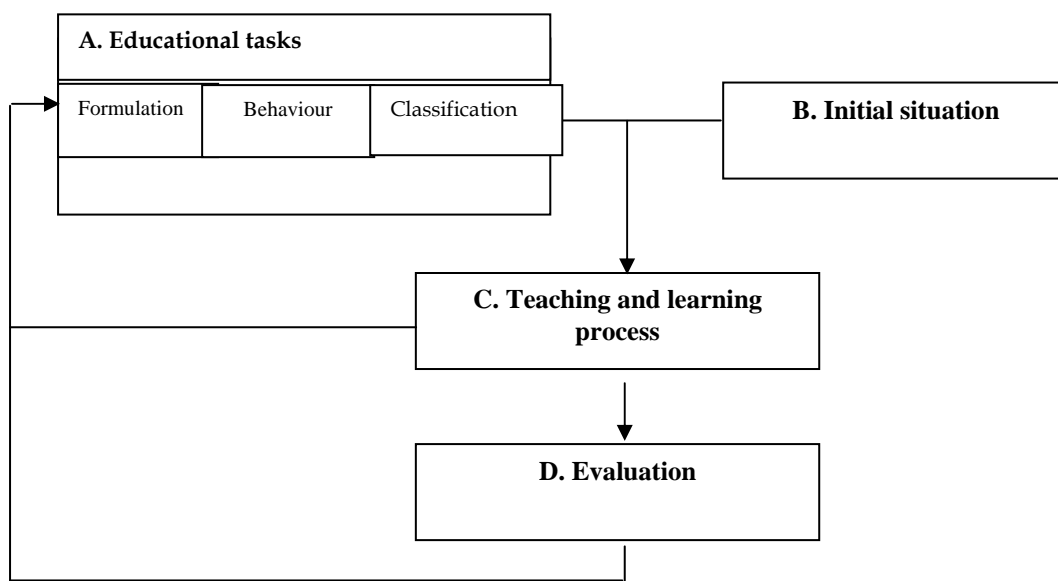 A. Educational tasks
Formulation
Behaviour
Classification
B. Initial situation
C. Teaching and learning
process
D. Evaluation